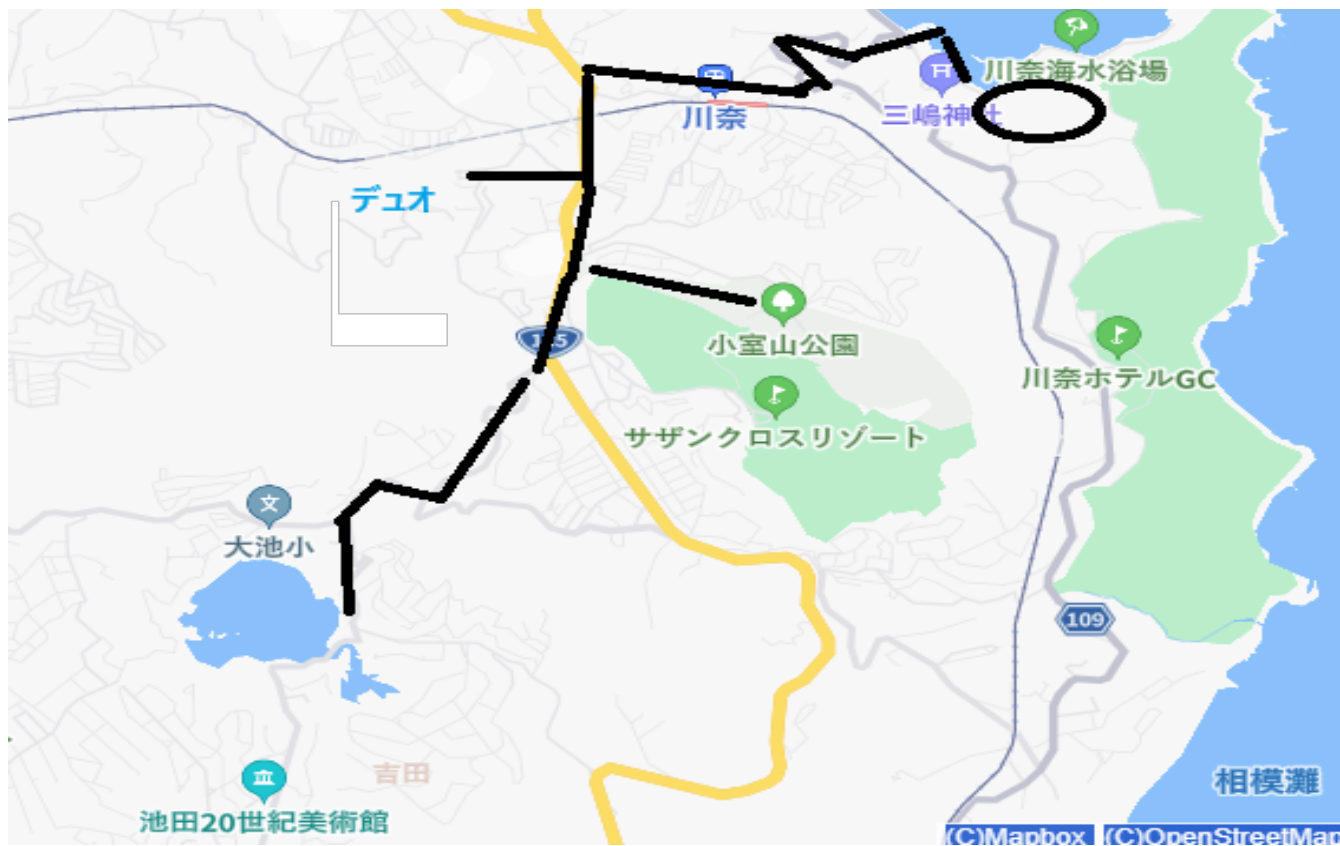 川奈海水浴場
川奈
三嶋神社
デュオ
小室山公園
135
川奈ホテルGC
サザンクロスリゾート
文
大池小
109
吉田
相模灘
池田20世紀美術館
(C)Mapbox
(C)OpenStreetMap